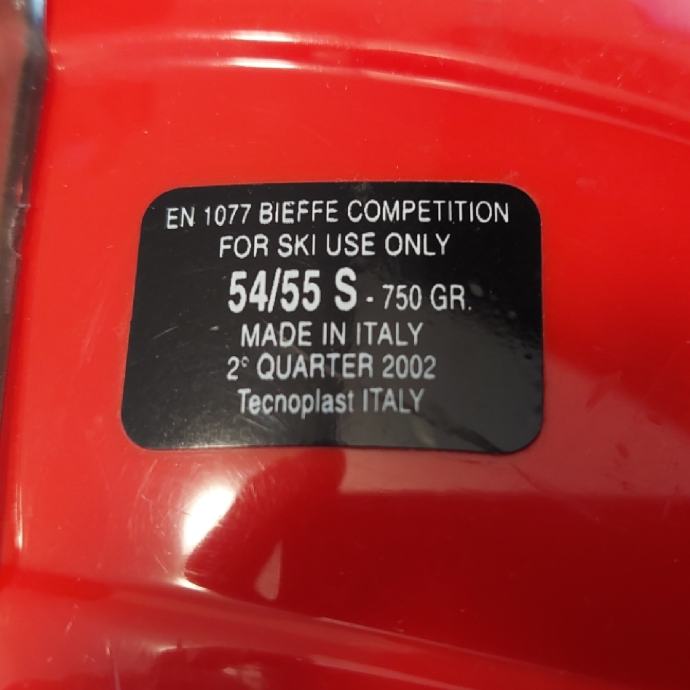 EN 1077 BIEFFE COMPETITION
FOR SKI USE ONLY
54/55 S - 750 GR.
MADE IN ITALY
2° QUARTER 2002
Tecnoplast ITALY